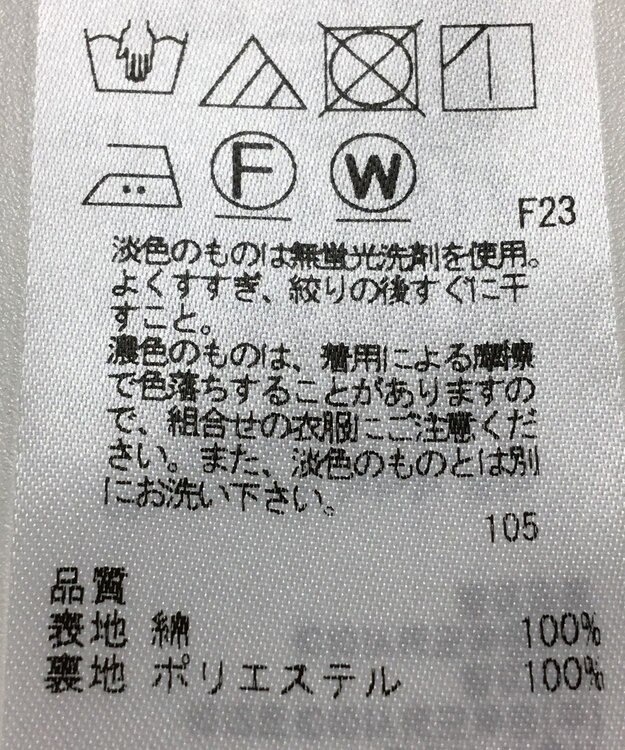 F W
F23
淡色のものは無蛍光洗剤を使用。
よくすすぎ、絞りの後すぐに干
すこと。
濃色のものは、着用による摩擦
で色落ちすることがありますの
で、組合せの衣服にご注意くだ
さい。また、淡色のものとは別
にお洗い下さい。
105
品質
表地 綿 100%
裏地 ポリエステル 100%